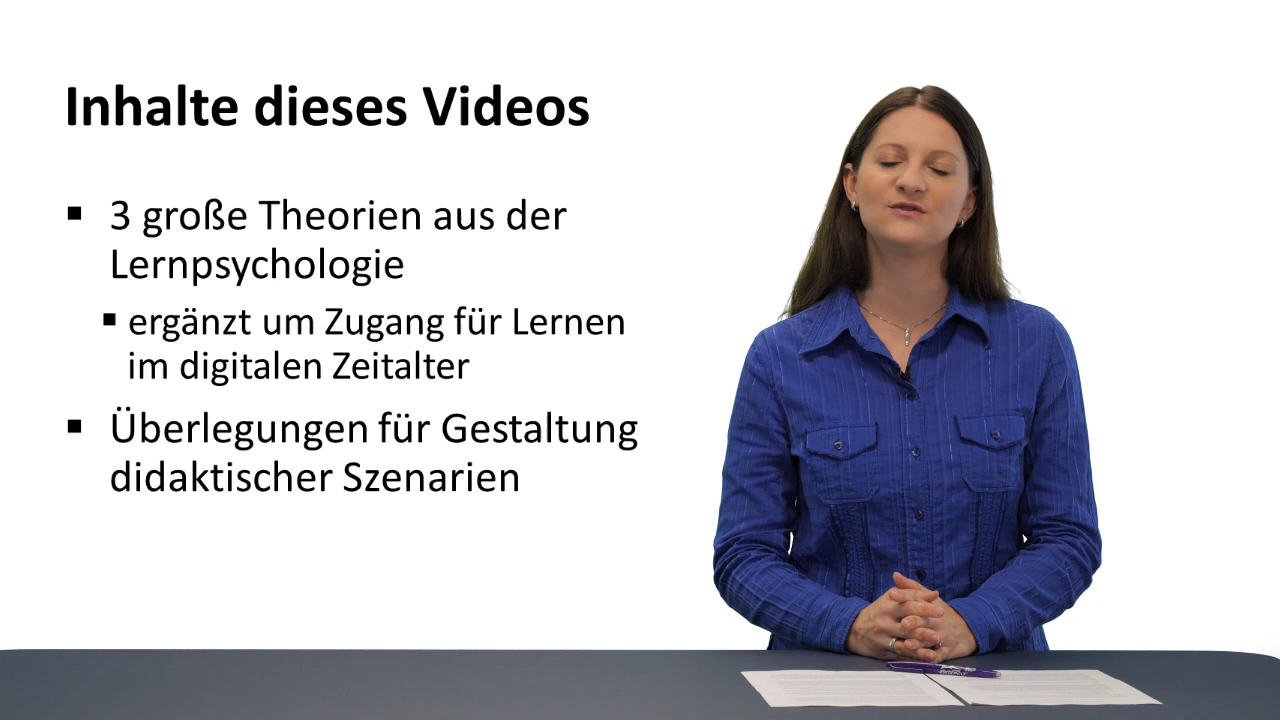 Inhalte dieses Videos
▪ 3 große Theorien aus der
Lernpsychologie
▪ ergänzt um Zugang für Lernen
im digitalen Zeitalter
▪ Überlegungen für Gestaltung
didaktischer Szenarien